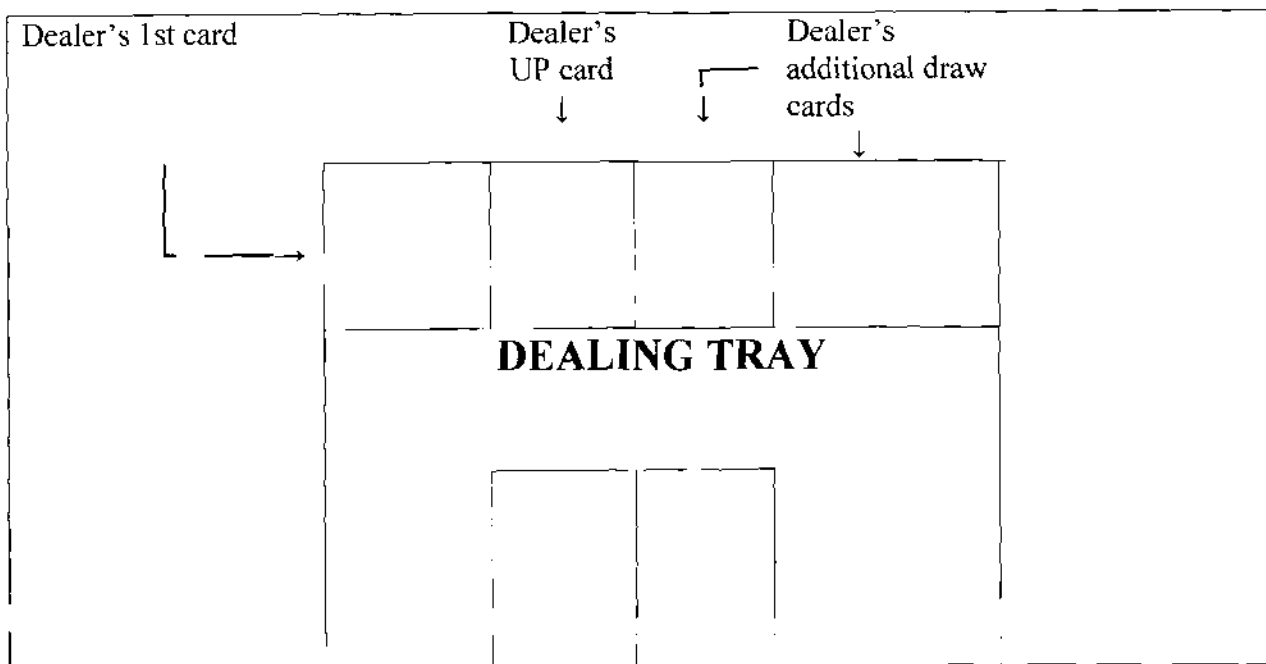 Dealer's 1st card
Dealer's
UP card
Dealer's
additional draw
cards
DEALING TRAY